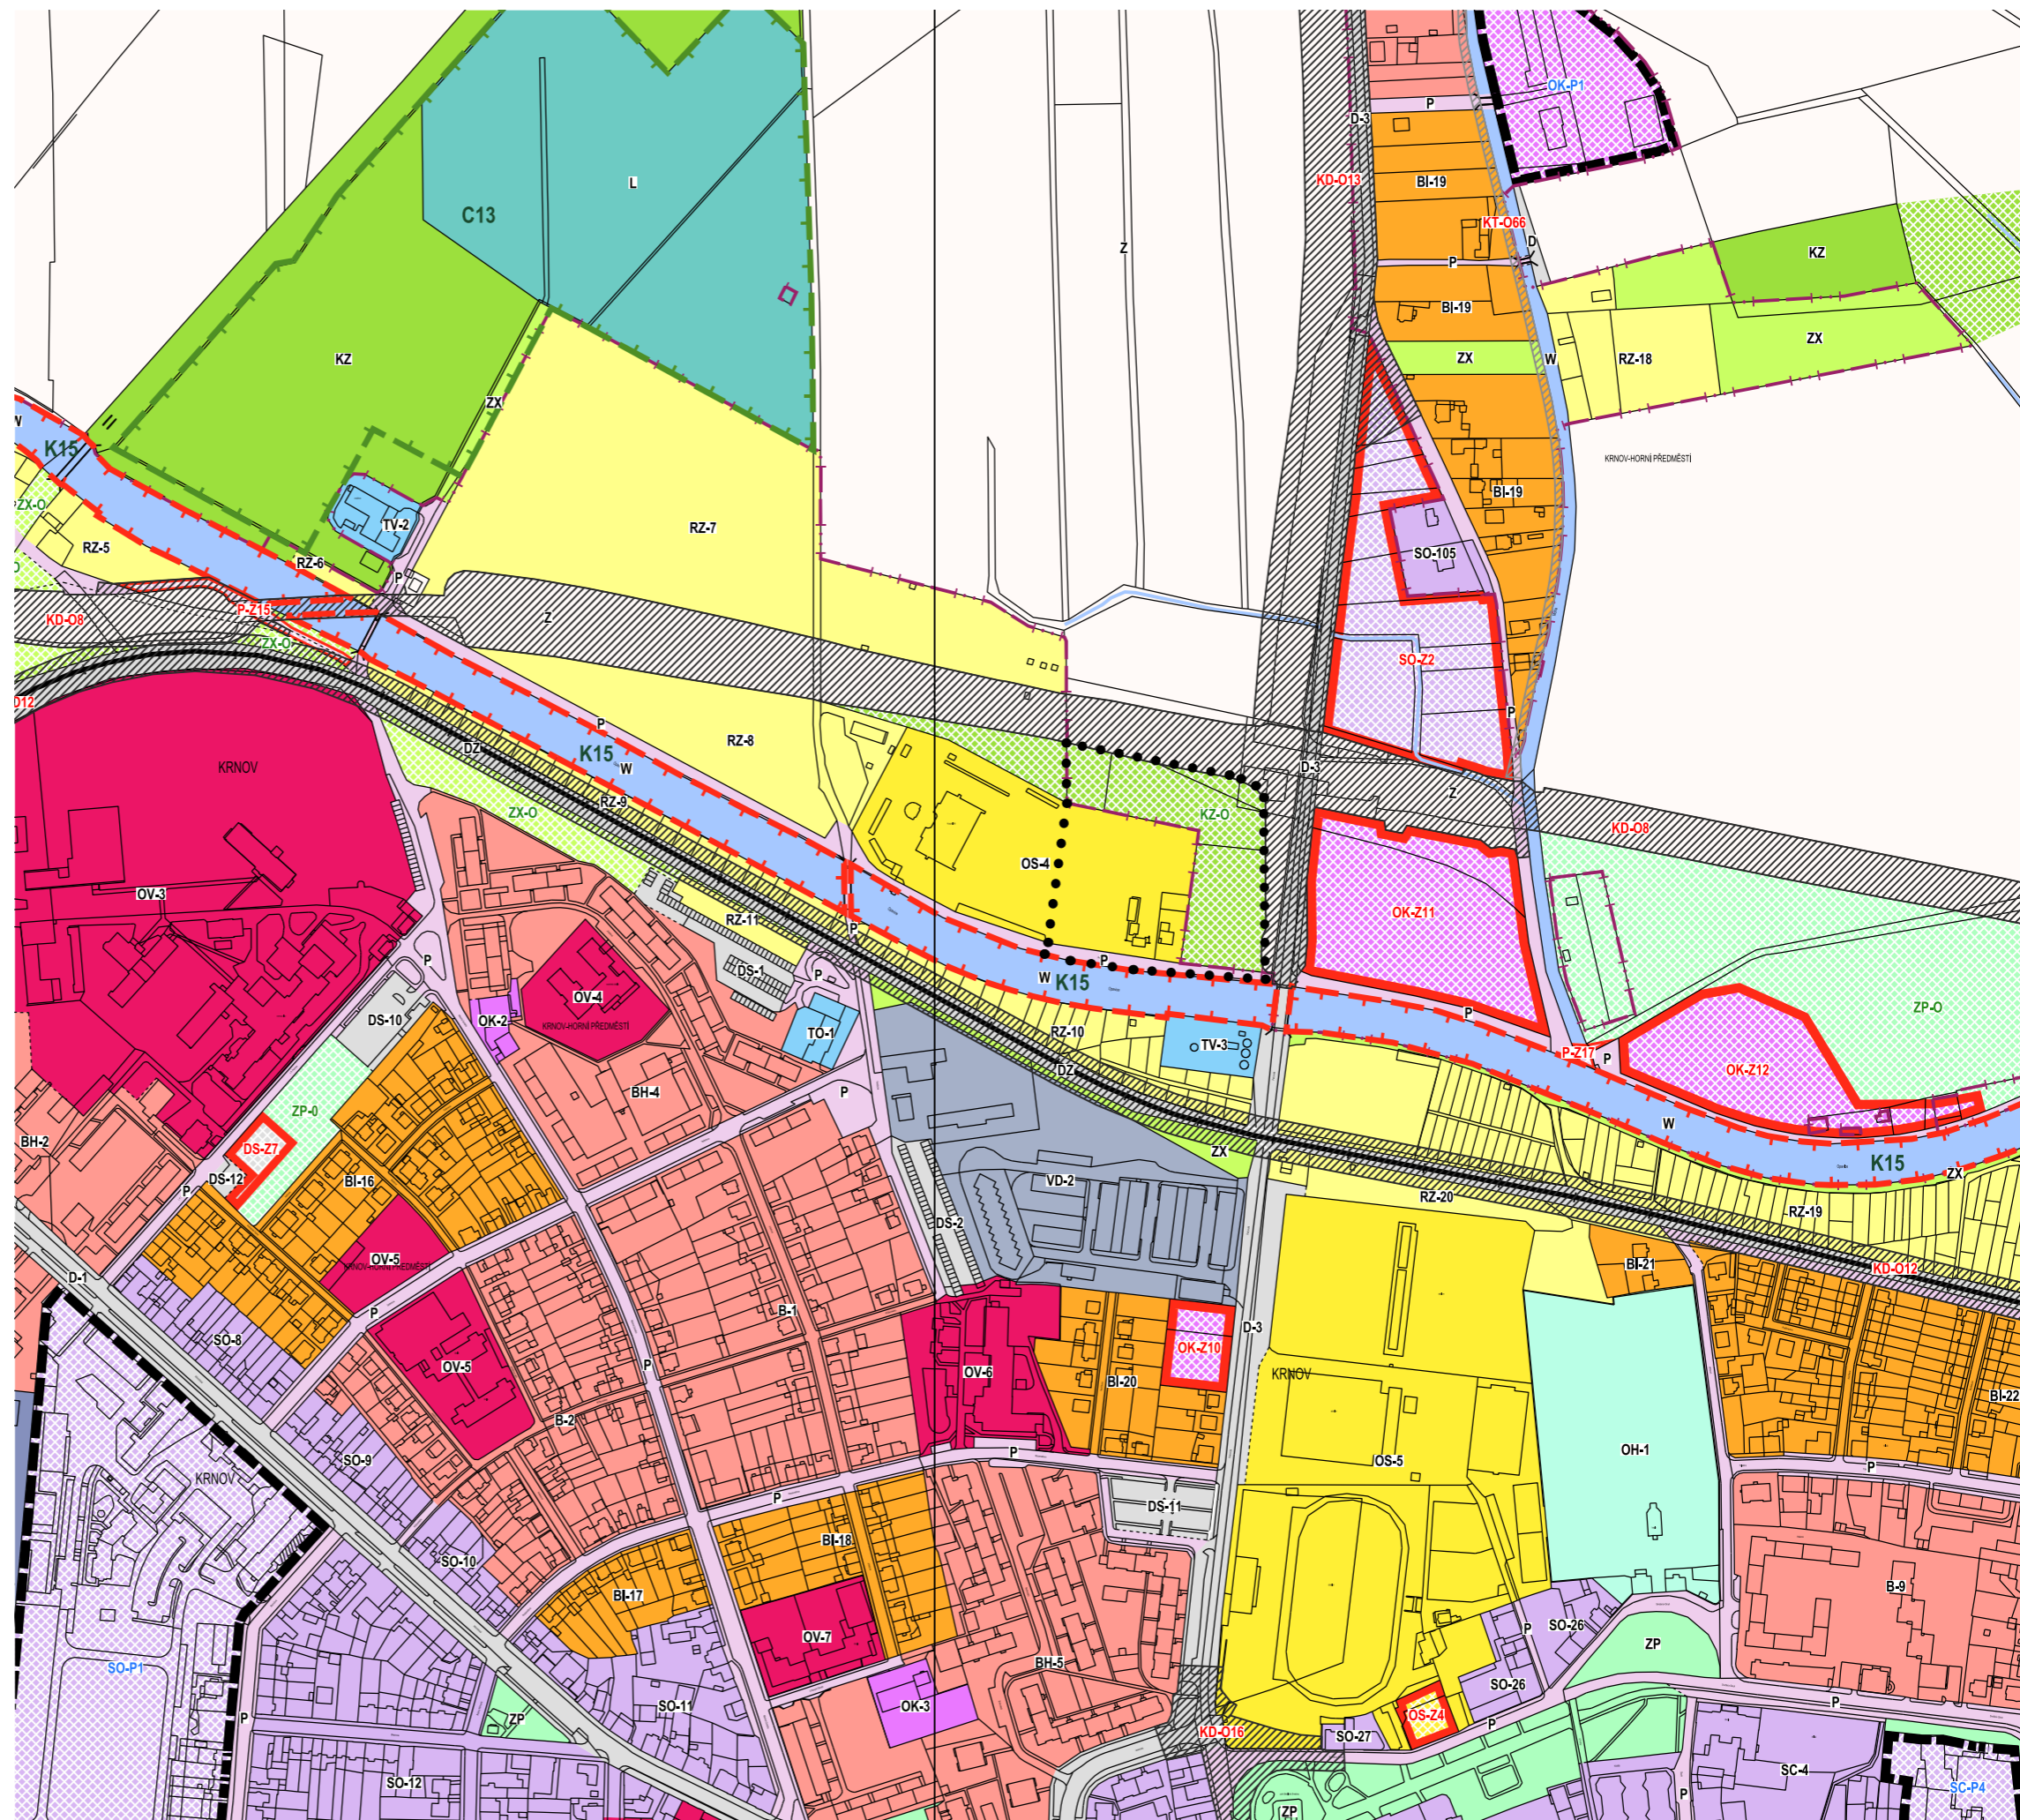 OK-P1
P
D-3
L
KD-O13
BI-19
C13
KT-O66
D
Z
KZ
P
BI-19
ZX
KZ
W
RZ-18
ZX
W
K15
KRNOV-HORNÍ PŘEDMĚSTÍ
BI-19
ZX-O
TV-2
RZ-7
RZ-5
SO-105
RZ-6
P
P-Z15
KD-O8
Z
ZX-O
SO-Z2
O12
P
P
RZ-8
DZ
K15
W
KRNOV
D-3
Z
RZ-9
ZX-O
KZ-O
KD-O8
OS-4
OV-3
OK-Z11
RZ-11
P
P
P
DS-1
P
W
K15
OV-4
ZP-O
DS-10
OK-2
KRNOV-HORNÍ PŘEDMĚSTÍ
TO-1
RZ-10
P
TV-3
P-Z17
P
DZ
OK-Z12
BH-4
P
ZP-0
W
BH-2
DS-Z7
ZX
K15
ZX
DS-12
BI-16
VD-2
P
RZ-20
RZ-19
DS-2
OV-5
KRNOV-HORNÍ PŘEDMĚSTÍ
BI-21
KD-O12
D-1
P
B-1
D-3
SO-8
OK-Z10
OV-5
P
OV-6
KRNOV
BI-20
BI-22
B-2
OH-1
SO-9
P
OS-5
P
KRNOV
P
DS-11
BI-18
SO-10
BI-17
B-9
SO-26
P
OV-7
ZP
BH-5
SO-P1
SO-26
SO-11
OK-3
P
ZP
P
KD-O16
SO-27
OS-Z4
P
SO-12
SC-4
SC-P4
P
ZP